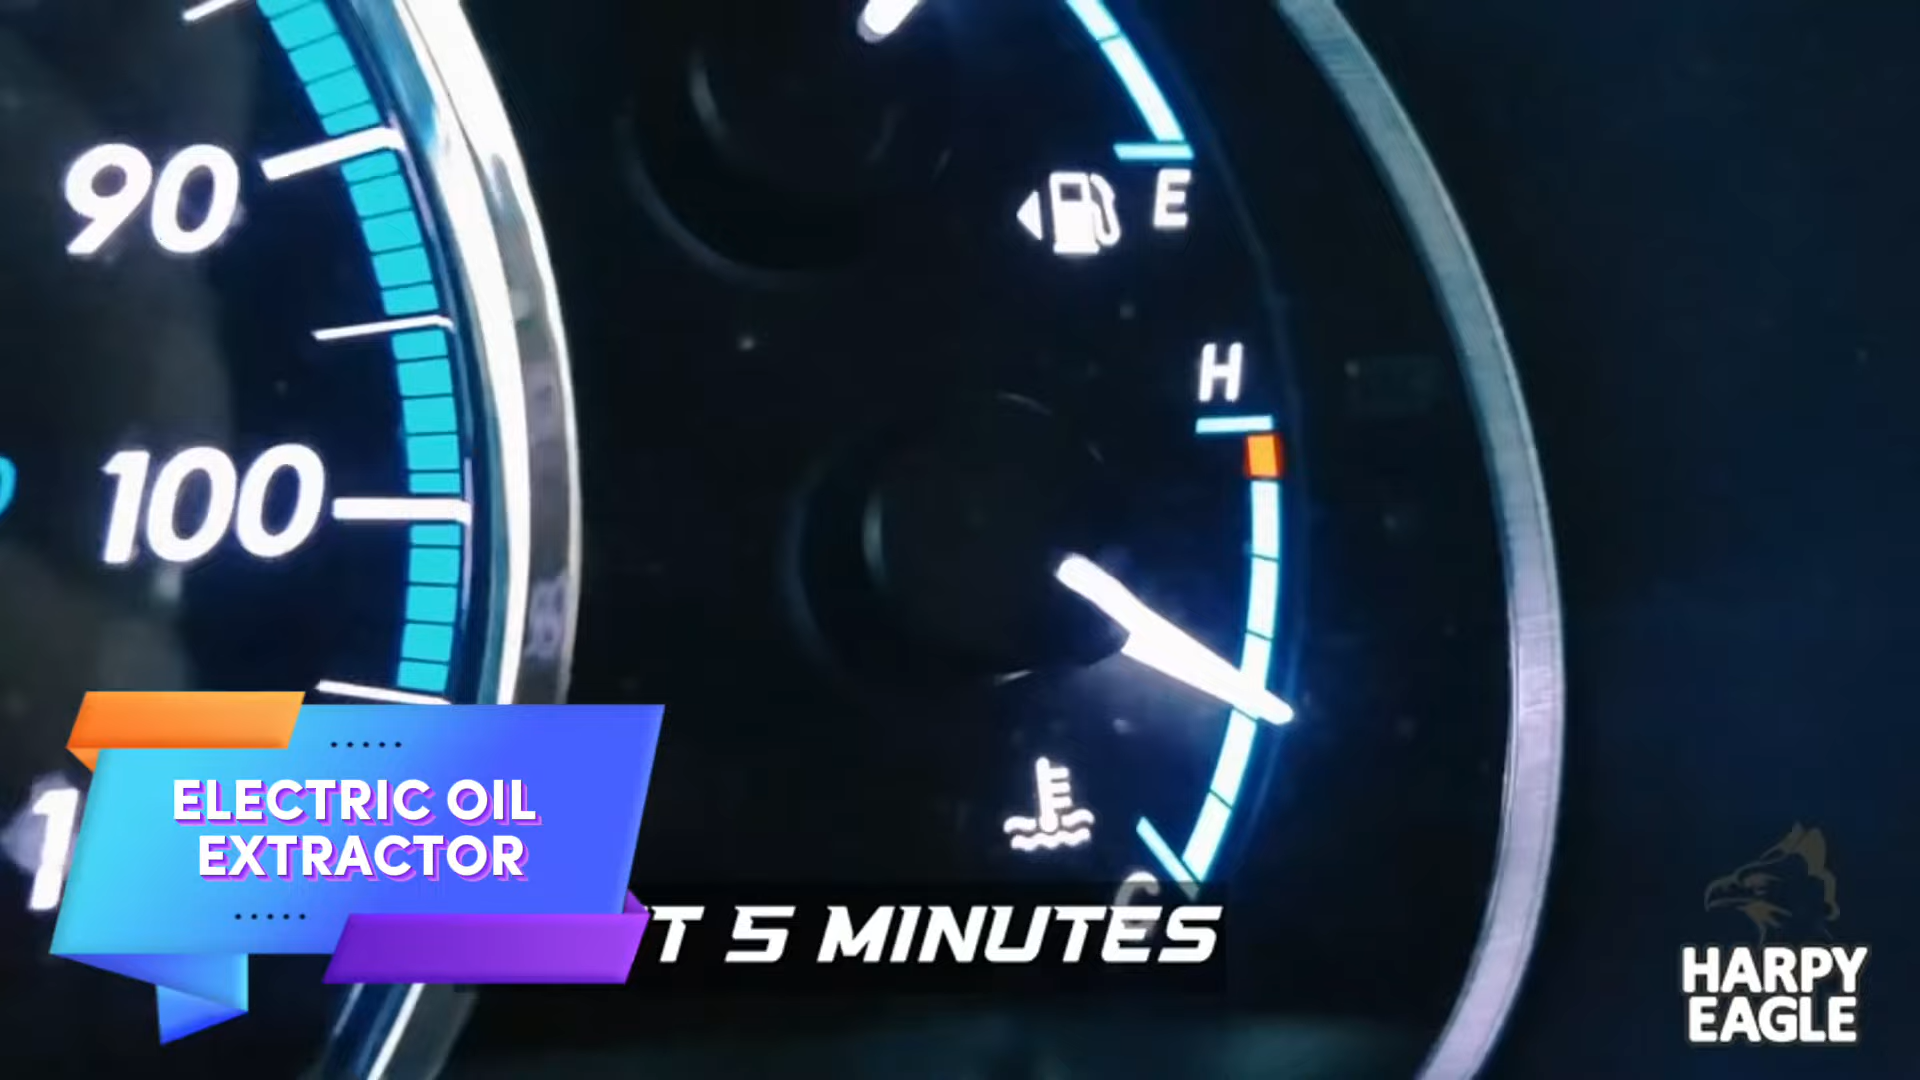 90
E
H
100
ELECTRIC OIL
EXTRACTOR
C
T 5 MINUTES
HARPY
EAGLE